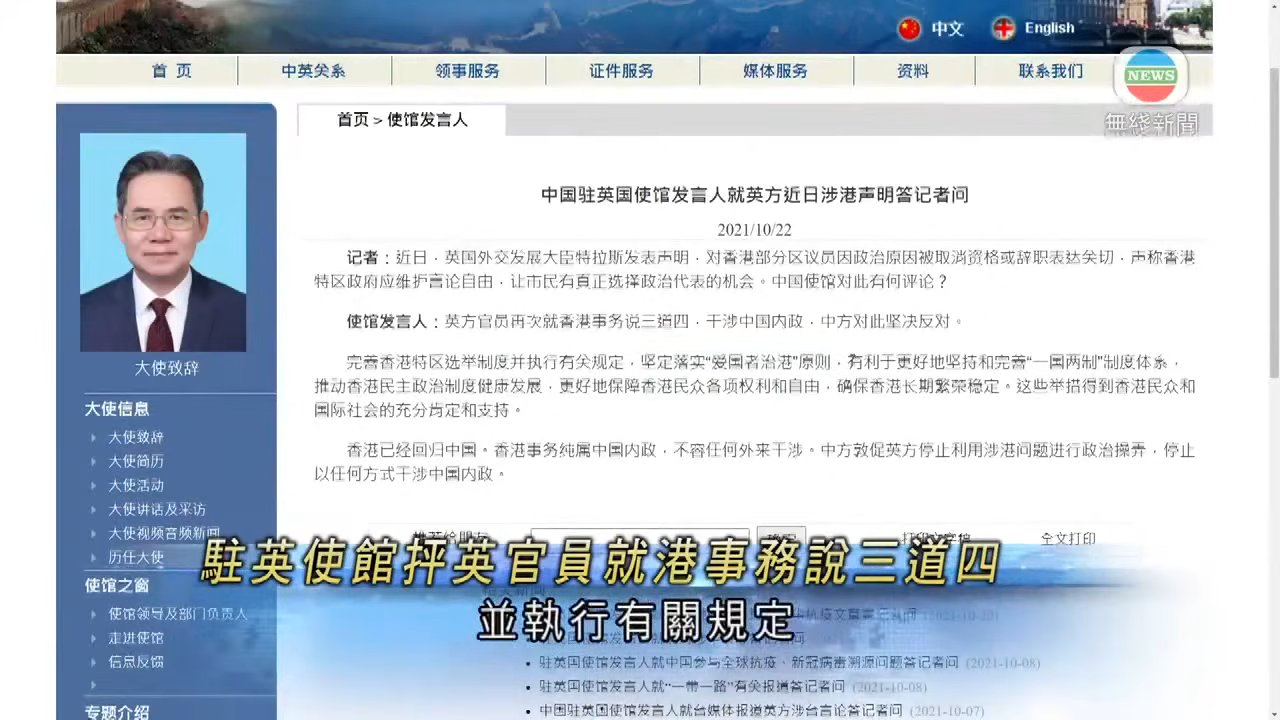 中文 English
首 页 中英关系 领事服务 证件服务 媒体服务 资料 联系我们
NEWS
無綫新聞
首页 > 使馆发言人
中国驻英国使馆发言人就英方近日涉港声明答记者问
2021/10/22
记者：近日，英国外交发展大臣特拉斯发表声明，对香港部分区议员因政治原因被取消资格或辞职表达关切，声称香港
特区政府应维护言论自由，让市民有真正选择政治代表的机会。中国使馆对此有何评论？
使馆发言人：英方官员再次就香港事务说三道四，干涉中国内政，中方对此坚决反对。
完善香港特区选举制度并执行有关规定，坚定落实“爱国者治港”原则，有利于更好地坚持和完善“一国两制”制度体系，
推动香港民主政治制度健康发展，更好地保障香港民众各项权利和自由，确保香港长期繁荣稳定。这些举措得到香港民众和
国际社会的充分肯定和支持。
香港已经回归中国。香港事务纯属中国内政，不容任何外来干涉。中方敦促英方停止利用涉港问题进行政治操弄，停止
以任何方式干涉中国内政。
大使致辞
大使信息
大使致辞
大使简历
大使活动
大使讲话及采访
大使视频音频新闻
历任大使
使馆之窗
使馆领导及部门负责人
走进使馆
信息反馈
专题介绍
推荐给朋友 打印文字稿 全文打印
駐英使館抨英官員就港事務說三道四
並執行有關規定
驻英国使馆发言人就中国参与全球抗疫、新冠病毒溯源问题答记者问 (2021-10-08)
驻英国使馆发言人就“一带一路”有关报道答记者问 (2021-10-08)
中国驻英国使馆发言人就台媒体报道英方涉台言论答记者问 (2021-10-07)